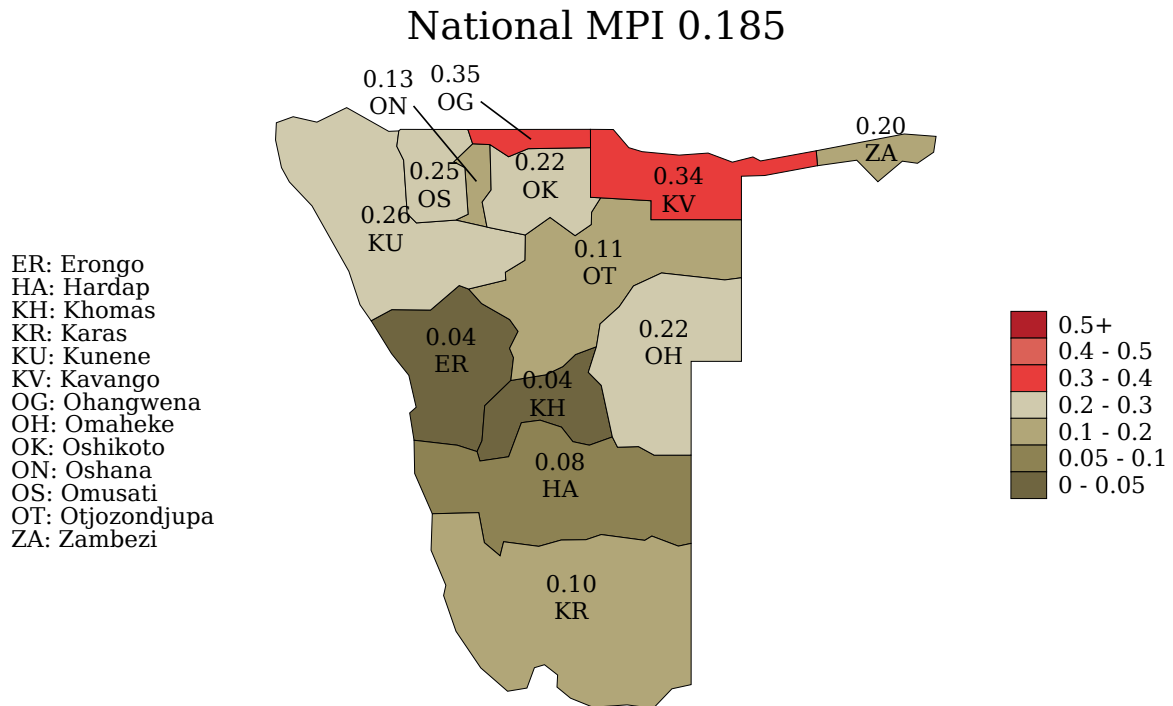 National MPI 0.185
0.13
ON
0.35
OG
0.20
ZA
0.25
OS
0.22
OK
0.34
KV
0.26
KU
0.11
OT
0.04
ER
0.22
OH
0.04
KH
0.08
HA
0.10
KR
ER: Erongo
HA: Hardap
KH: Khomas
KR: Karas
KU: Kunene
KV: Kavango
OG: Ohangwena
OH: Omaheke
OK: Oshikoto
ON: Oshana
OS: Omusati
OT: Otjozondjupa
ZA: Zambezi
0.5+
0.4 - 0.5
0.3 - 0.4
0.2 - 0.3
0.1 - 0.2
0.05 - 0.1
0 - 0.05